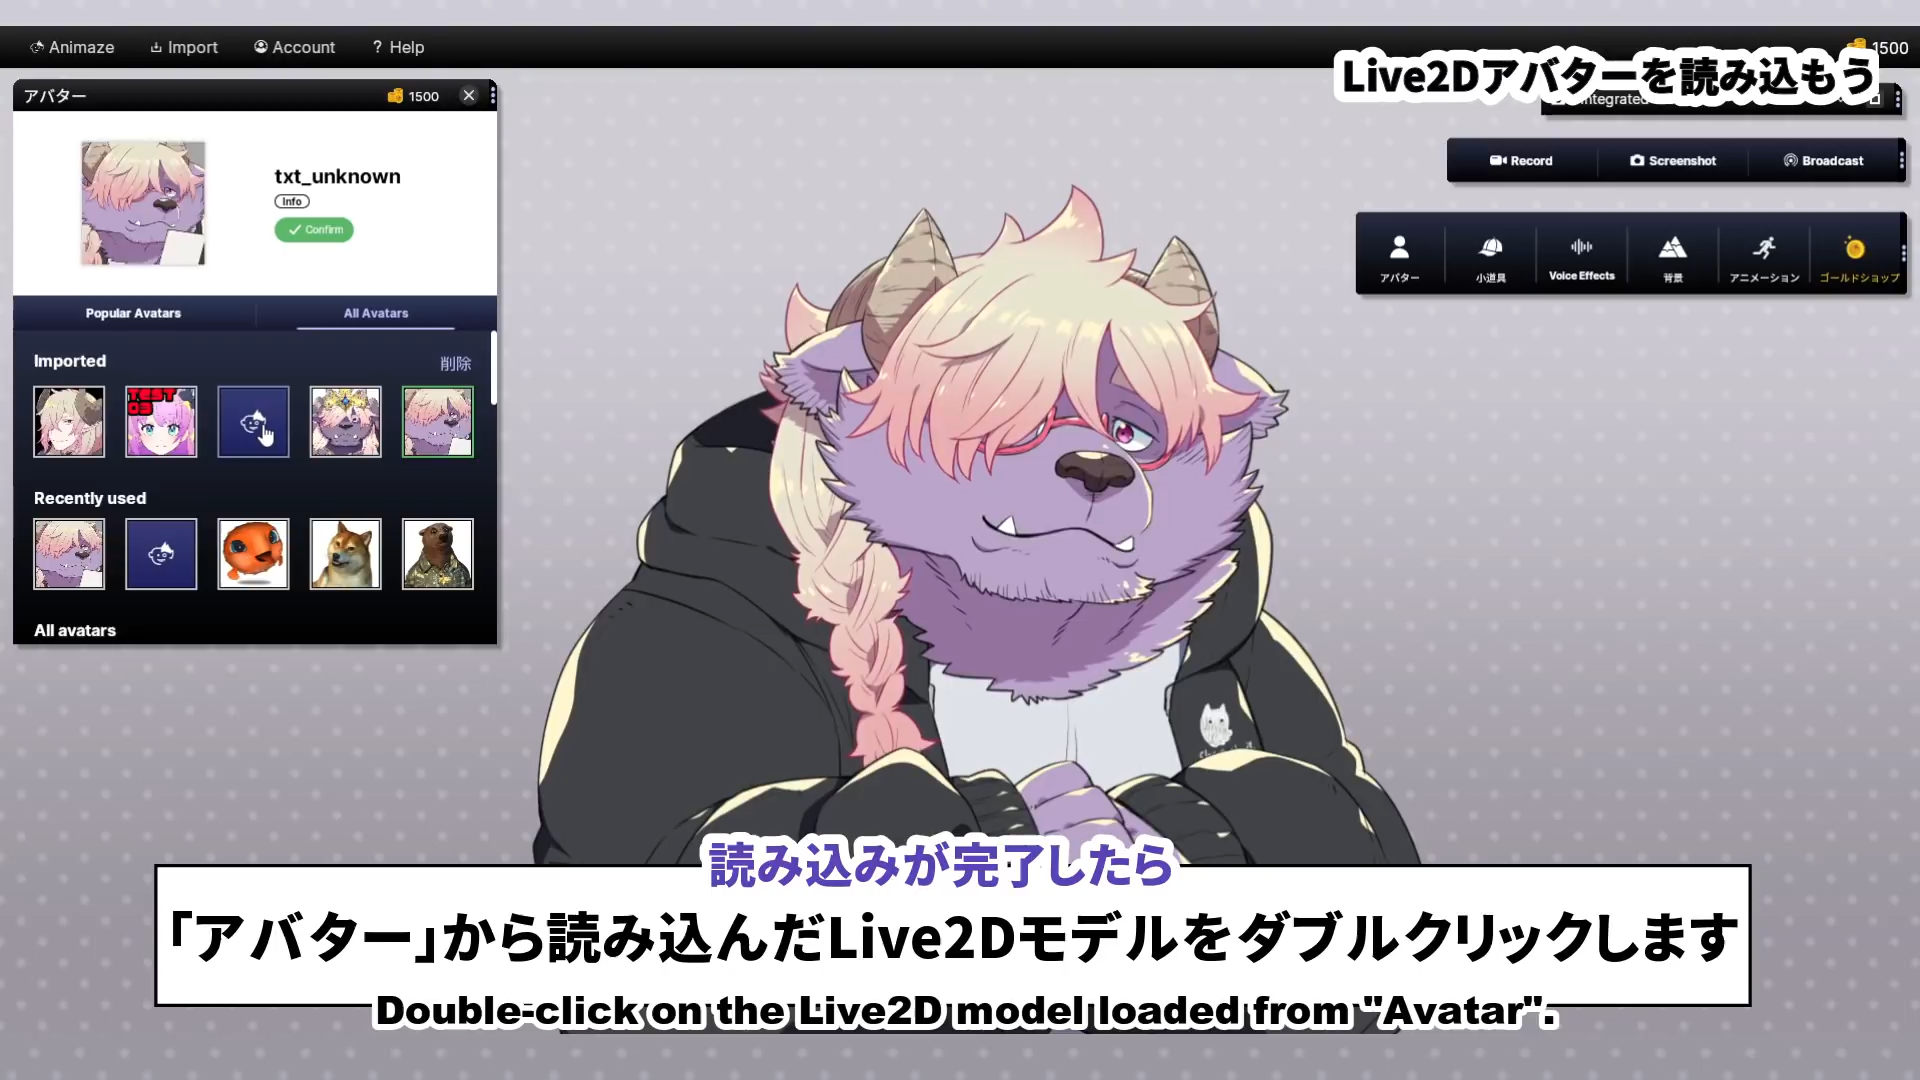 Animaze
Import
Account
? Help
1500
Live2Dアバターを読み込もう
アバター
1500
Integrated
Record
Screenshot
Broadcast
txt_unknown
Info
Confirm
アバター
小道具
Voice Effects
背景
アニメーション
ゴールドショップ
Popular Avatars
All Avatars
Imported
削除
TEST
03
Recently used
All avatars
読み込みが完了したら
「アバター」からから読み込んだLive2Dモデルをダブルクリックします
Double-click on the Live2D model loaded from "Avatar".